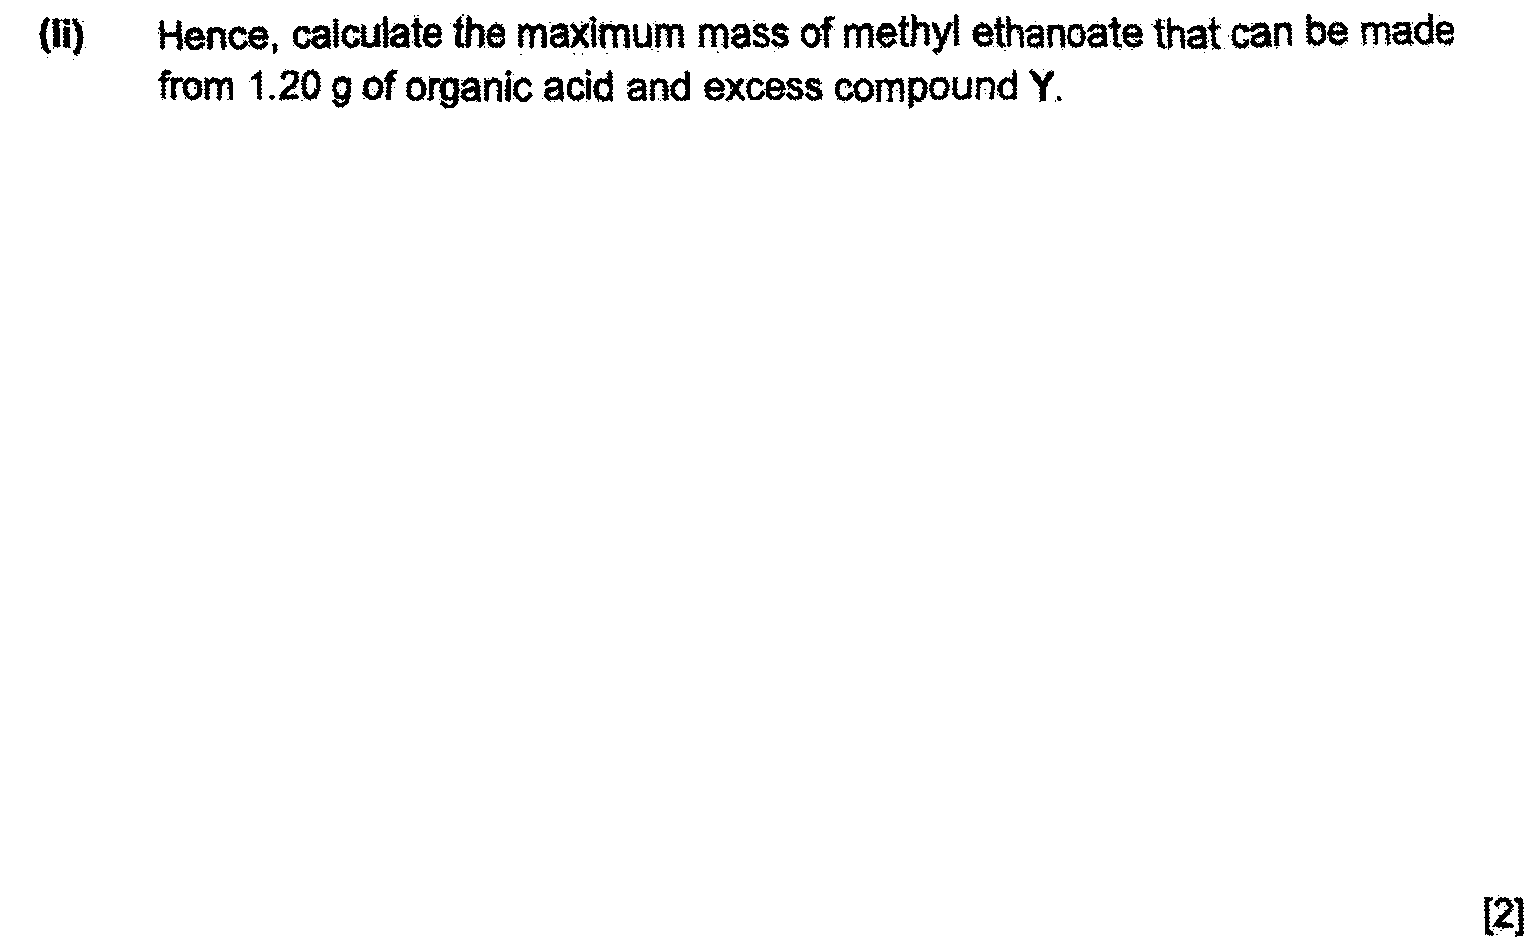 (ii) Hence, calculate the maximum mass of methyl ethanoate that can be made
from 1.20 g of organic acid and excess compound Y.
[2]